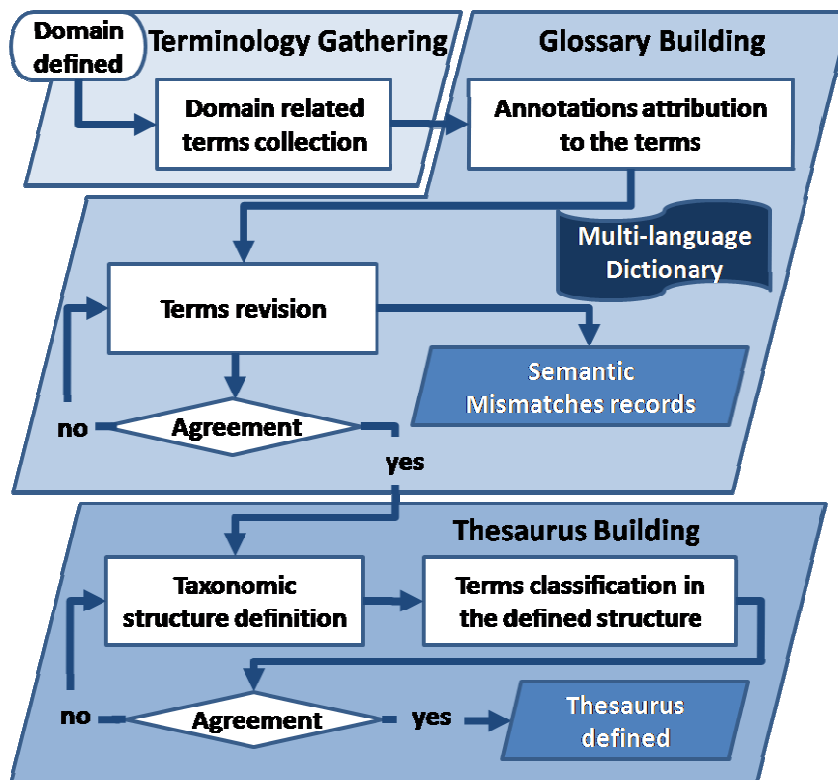 Domain
defined
Terminology Gathering
Glossary Building
Domain related
terms collection
Annotations attribution
to the terms
Multi-language
Dictionary
Terms revision
Semantic
Mismatches records
no
Agreement
yes
Thesaurus Building
Taxonomic
structure definition
Terms classification in
the defined structure
no
Agreement
yes
Thesaurus
defined